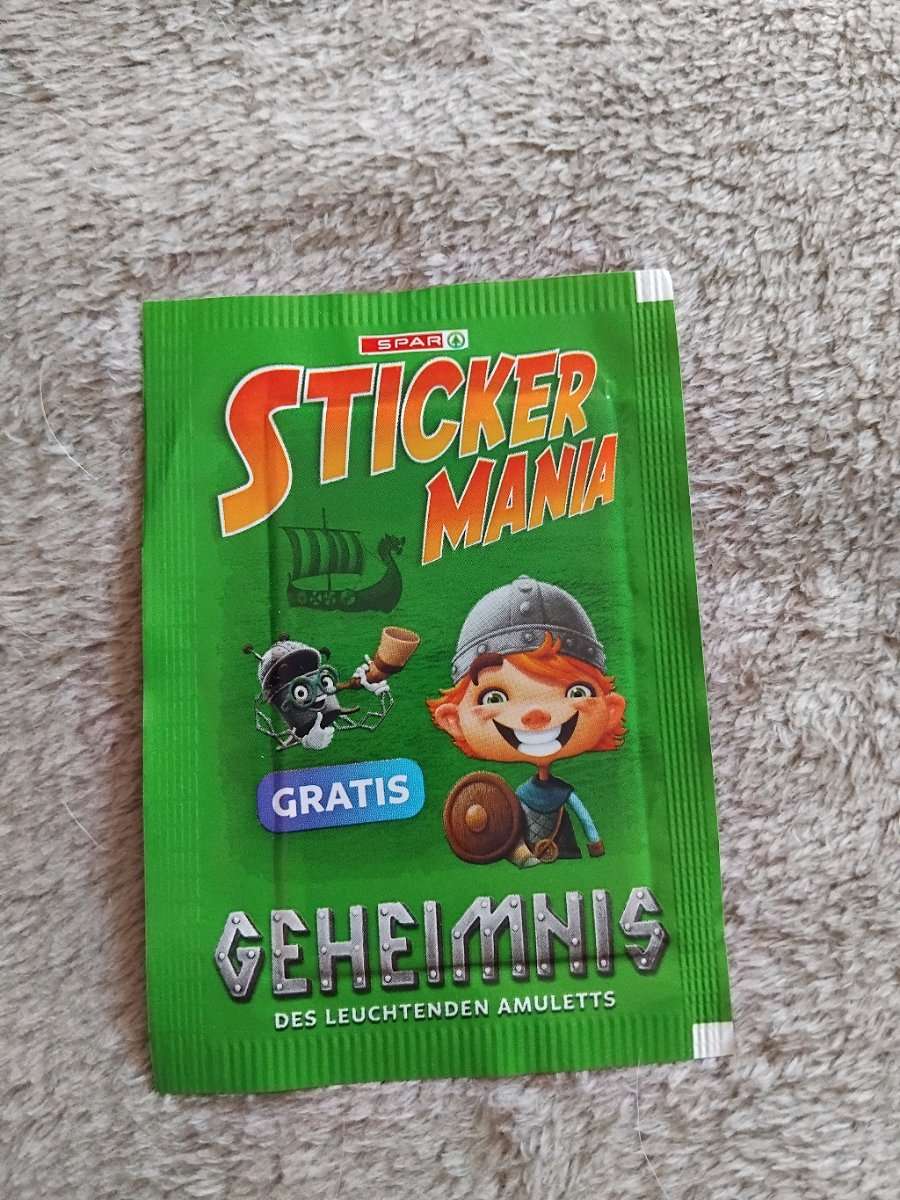 SPAR
STICKER
MANIA
GRATIS
GEHEIMNIS
DES LEUCHTENDEN AMULETTS